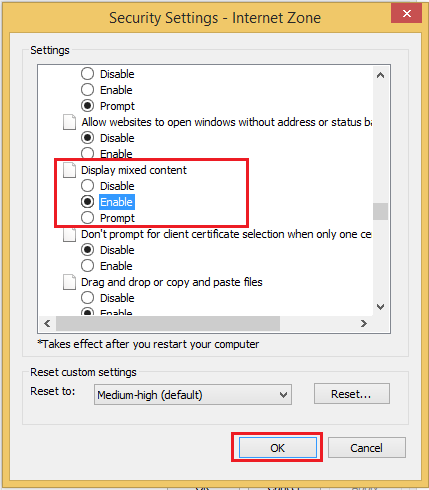 Security Settings - Internet Zone
Settings
Disable
Enable
Prompt
Allow websites to open windows without address or status ba
Disable
Enable
Display mixed content
Disable
Enable
Prompt
Don't prompt for client certificate selection when only one ce
Disable
Enable
Drag and drop or copy and paste files
Disable
Enable
*Takes effect after you restart your computer
Reset custom settings
Reset to:
Medium-high (default)
Reset...
OK
Cancel